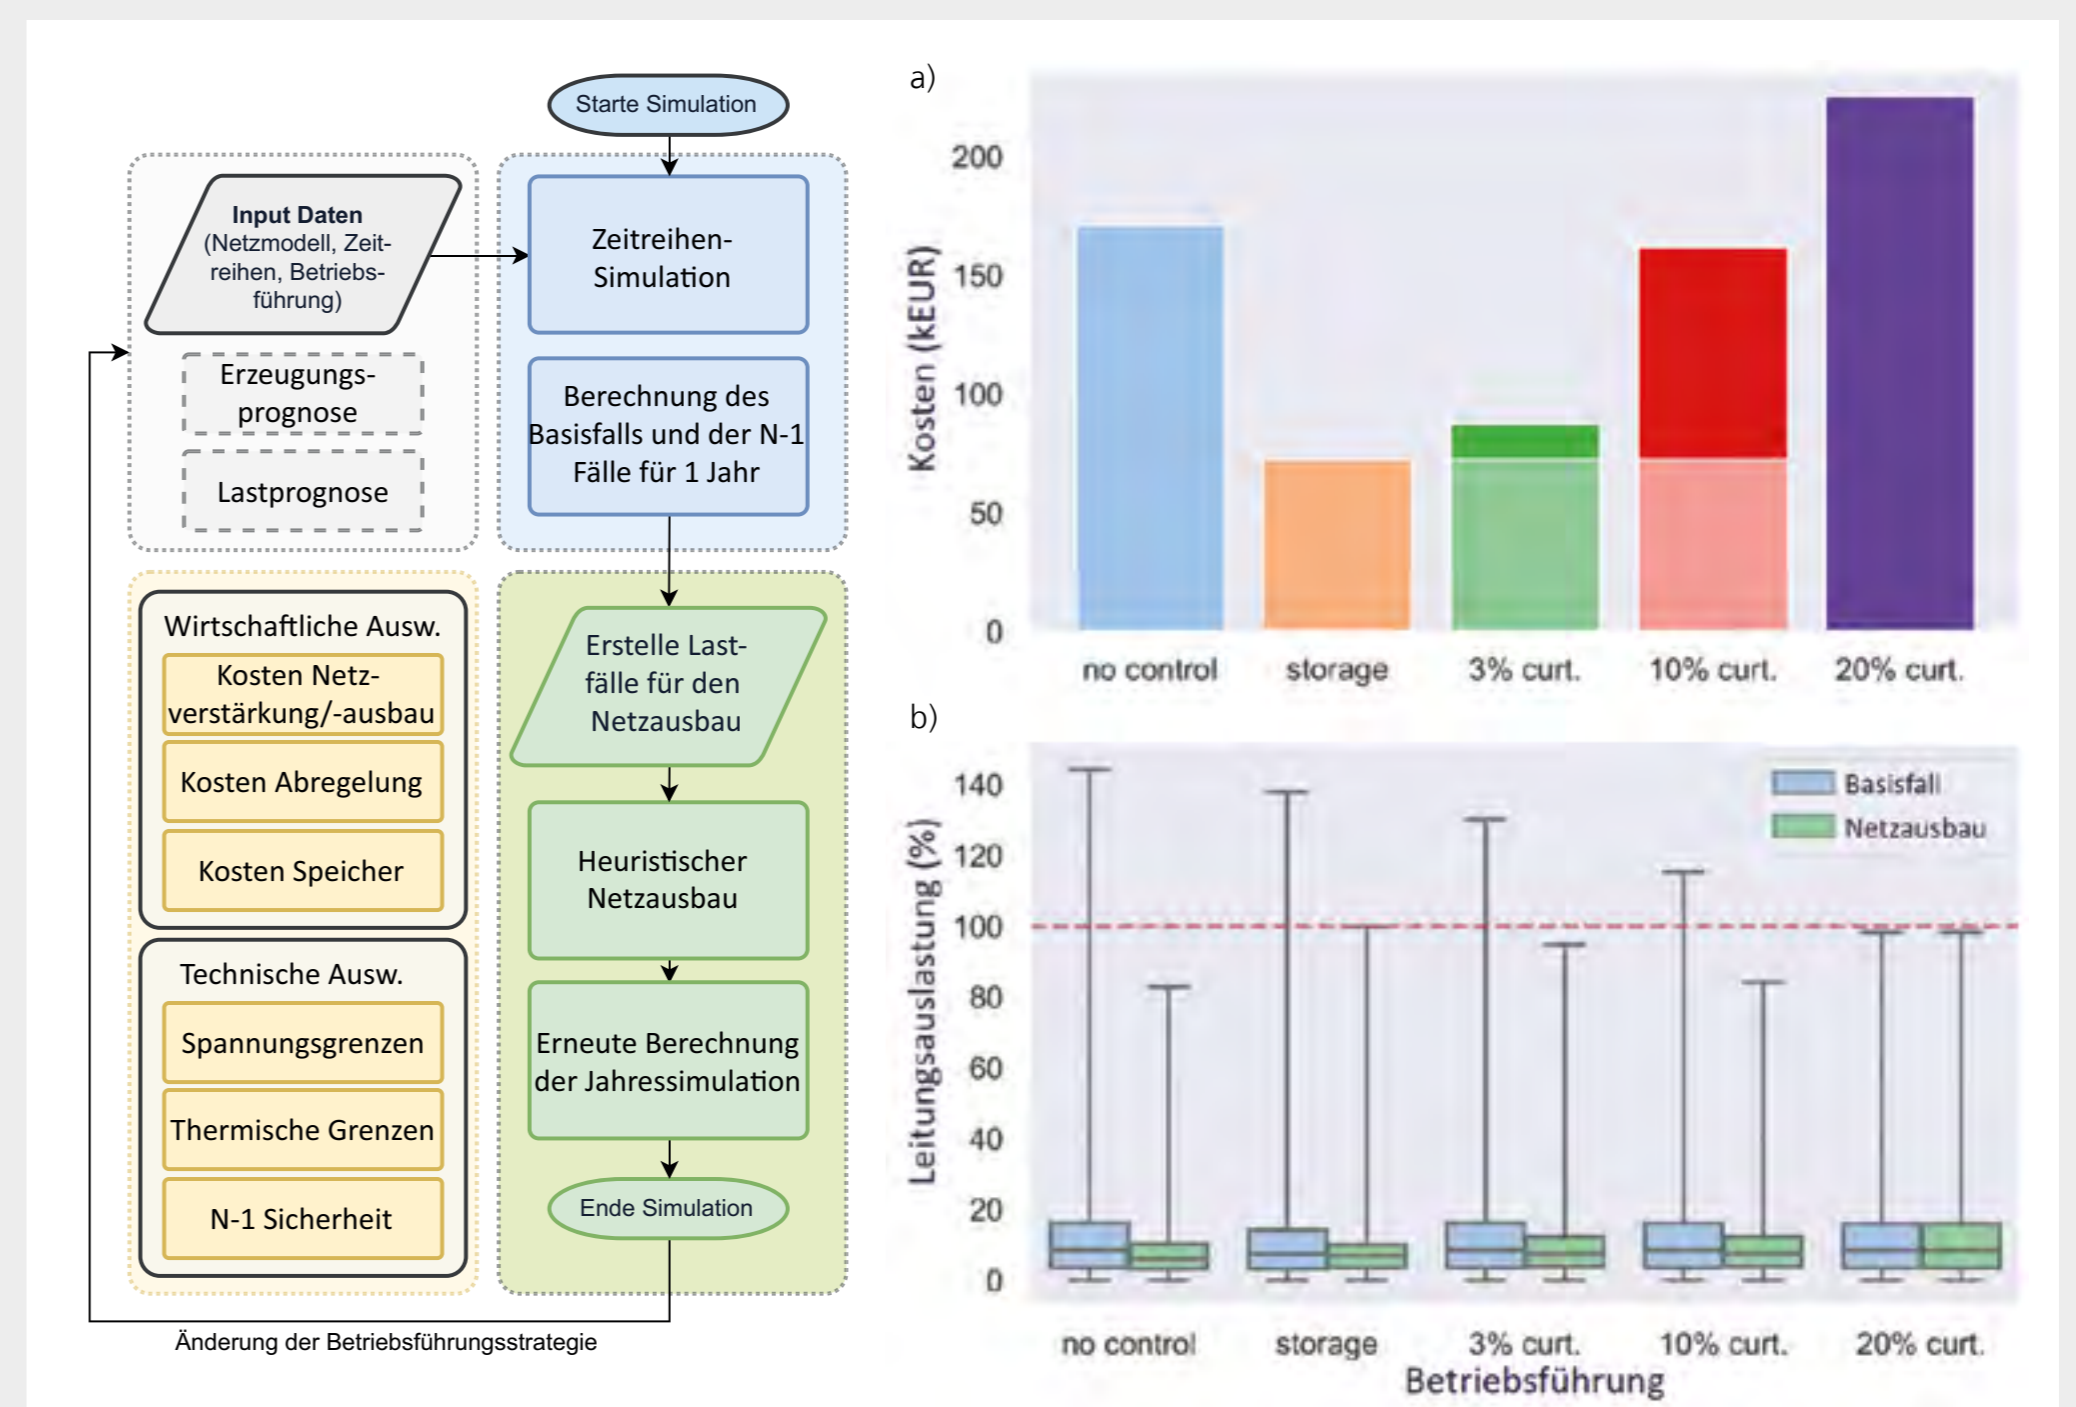 Starte Simulation
Input Daten
(Netzmodell, Zeit-
reihen, Betriebs-
führung)
Erzeugungs-
prognose
Lastprognose
Zeitreihen-
Simulation
Berechnung des
Basisfalls und der N-1
Fälle für 1 Jahr
Wirtschaftliche Ausw.
Kosten Netz-
verstärkung/-ausbau
Kosten Abregelung
Kosten Speicher
Technische Ausw.
Spannungsgrenzen
Thermische Grenzen
N-1 Sicherheit
Erstelle Last-
fälle für den
Netzausbau
Heuristischer
Netzausbau
Erneute Berechnung
der Jahressimulation
Ende Simulation
Änderung der Betriebsführungsstrategie
a)
Kosten (kEUR)
200
150
100
50
0
no control storage 3% curt. 10% curt. 20% curt.
b)
Leitungsauslastung (%)
140
120
100
80
60
40
20
0
Basisfall
Netzausbau
no control storage 3% curt. 10% curt. 20% curt.
Betriebsführung